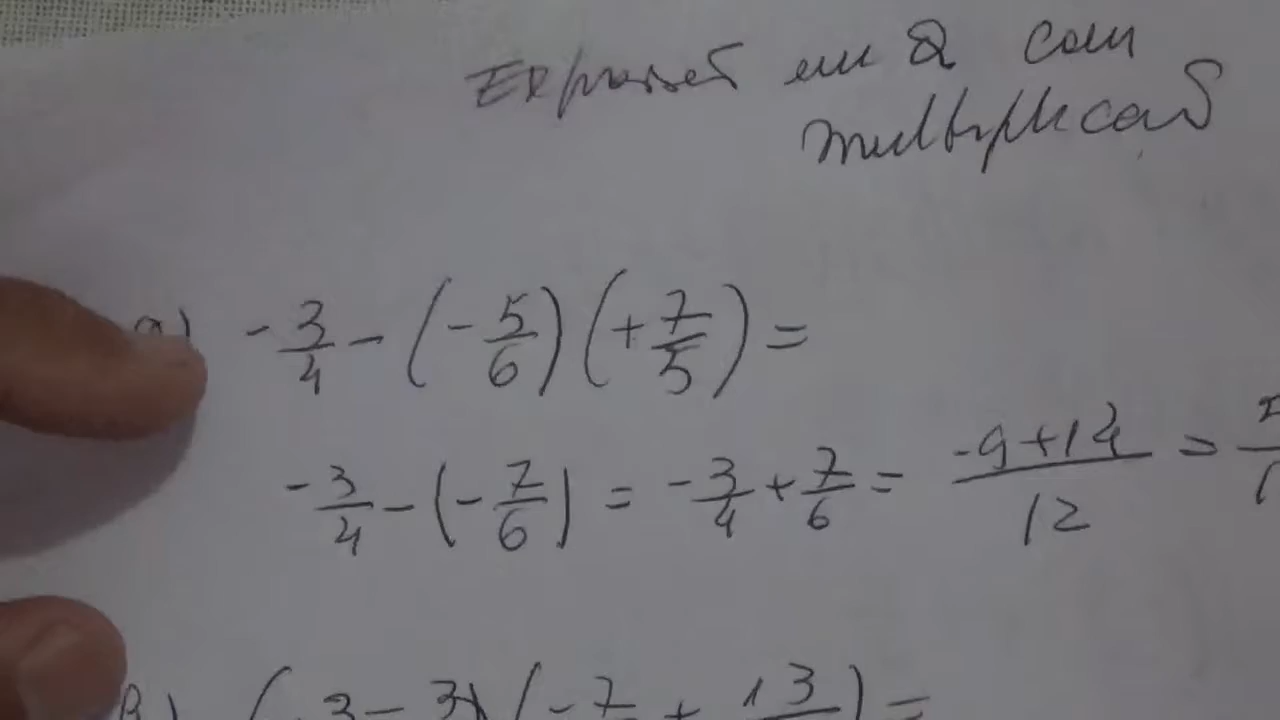 Expressões em Q com
multiplicação
a) -3/4 - (-5/6)(+7/5) =
-3/4 - (-7/6) = -3/4 + 7/6 = -9+14/12 =